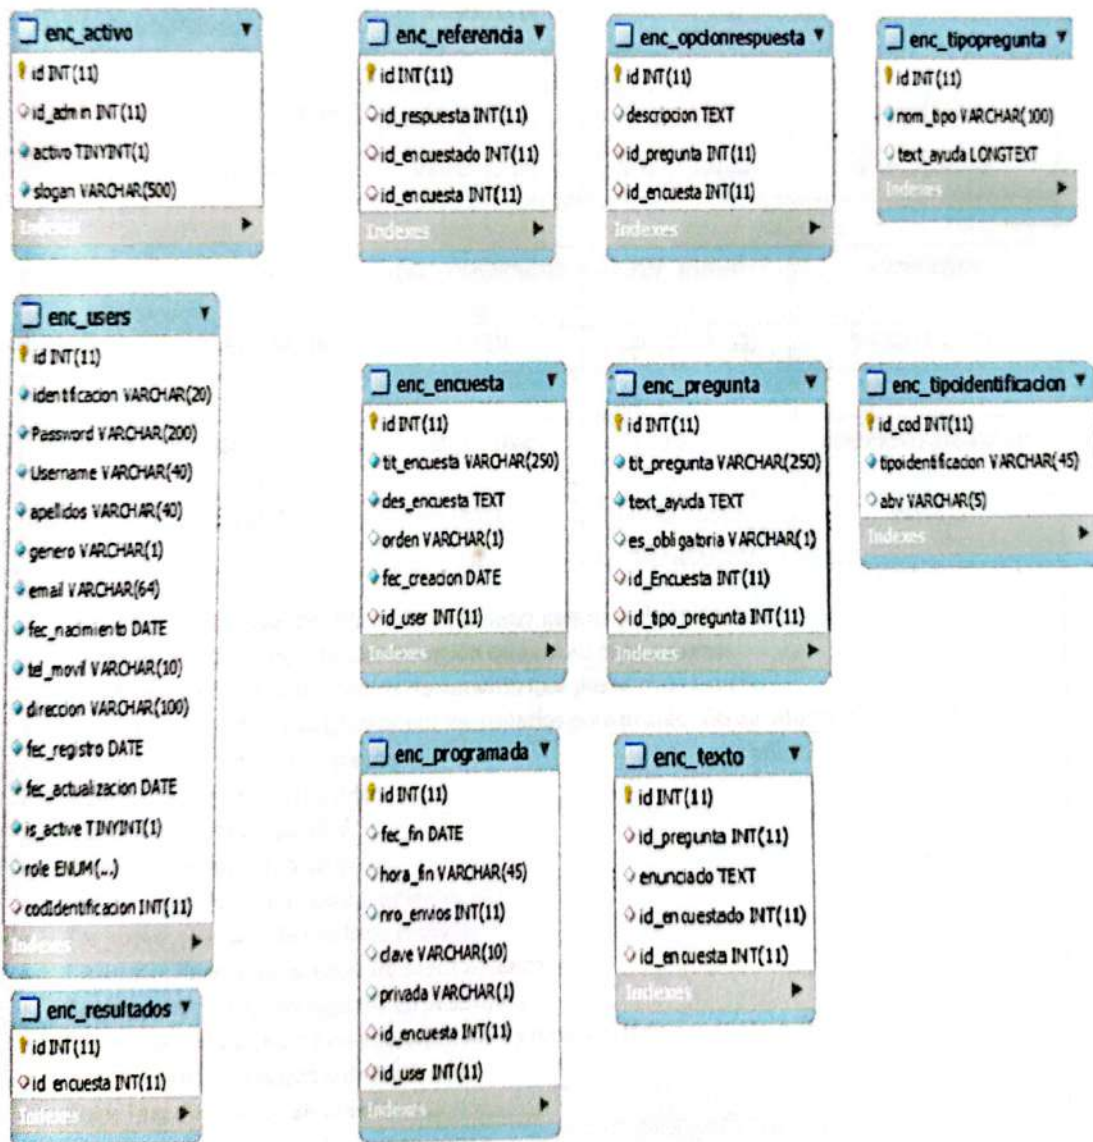 enc_activo
id INT(11)
id_admin INT(11)
activo TINYINT(1)
slogan VARCHAR(500)
Indexes
enc_referencia
id INT(11)
id_respuesta INT(11)
id_encuestado INT(11)
id_encuesta INT(11)
Indexes
enc_opcionrespuesta
id INT(11)
descripcion TEXT
id_pregunta INT(11)
id_encuesta INT(11)
Indexes
enc_tipopregunta
id INT(11)
nom_tipo VARCHAR(100)
text_ayuda LONGTEXT
Indexes
enc_users
id INT(11)
identificacion VARCHAR(20)
Password VARCHAR(200)
Username VARCHAR(40)
apellidos VARCHAR(40)
genero VARCHAR(1)
email VARCHAR(64)
fec_nacimiento DATE
tel_movil VARCHAR(10)
direccion VARCHAR(100)
fec_registro DATE
fec_actualizacion DATE
is_active TINYINT(1)
role ENUM(...)
codIdentificacion INT(11)
Indexes
enc_encuesta
id INT(11)
tit_encuesta VARCHAR(250)
des_encuesta TEXT
orden VARCHAR(1)
fec_creacion DATE
id_user INT(11)
Indexes
enc_pregunta
id INT(11)
tit_pregunta VARCHAR(250)
text_ayuda TEXT
es_obligatoria VARCHAR(1)
id_Encuesta INT(11)
id_tipo_pregunta INT(11)
Indexes
enc_tipoidentificacion
id_cod INT(11)
tipoidentificacion VARCHAR(45)
abv VARCHAR(5)
Indexes
enc_programada
id INT(11)
fec_fin DATE
hora_fin VARCHAR(45)
nro_envios INT(11)
clave VARCHAR(10)
privada VARCHAR(1)
id_encuesta INT(11)
id_user INT(11)
Indexes
enc_texto
id INT(11)
id_pregunta INT(11)
enunciado TEXT
id_encuestado INT(11)
id_encuesta INT(11)
Indexes
enc_resultados
id INT(11)
id_encuesta INT(11)
Indexes